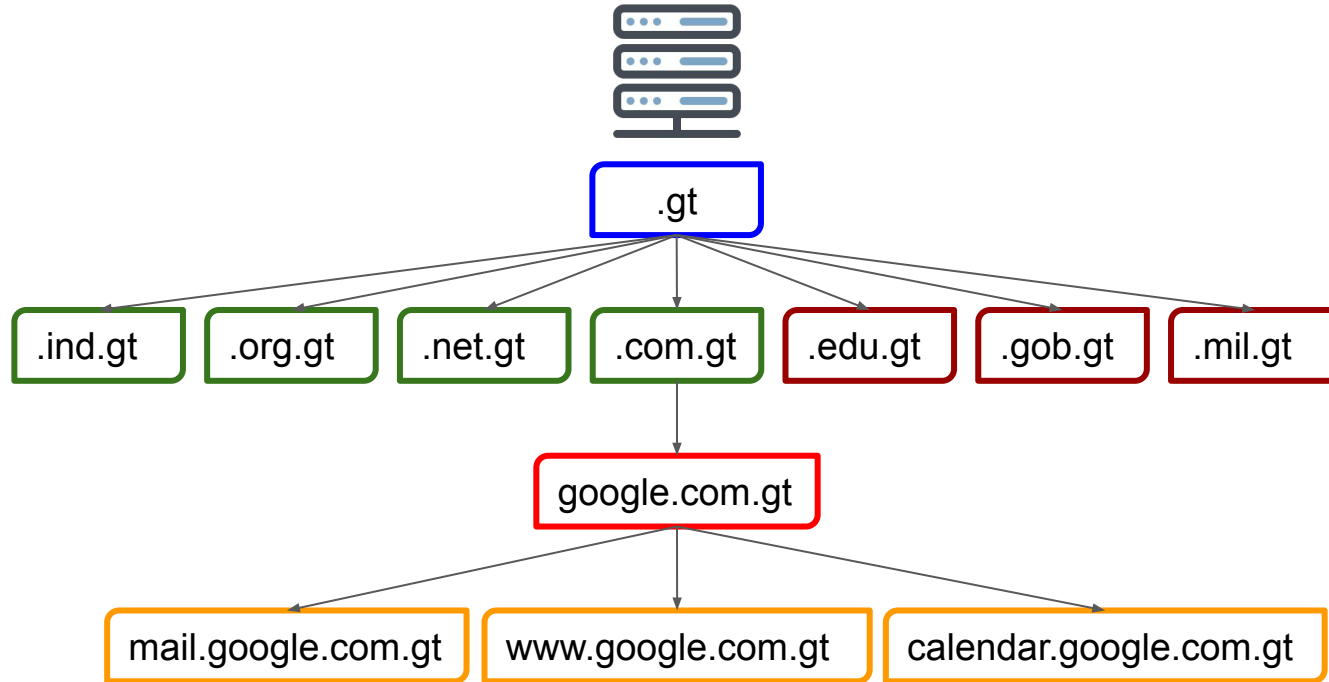 .gt
.ind.gt
.org.gt
.net.gt
.com.gt
.edu.gt
.gob.gt
.mil.gt
google.com.gt
mail.google.com.gt
www.google.com.gt
calendar.google.com.gt